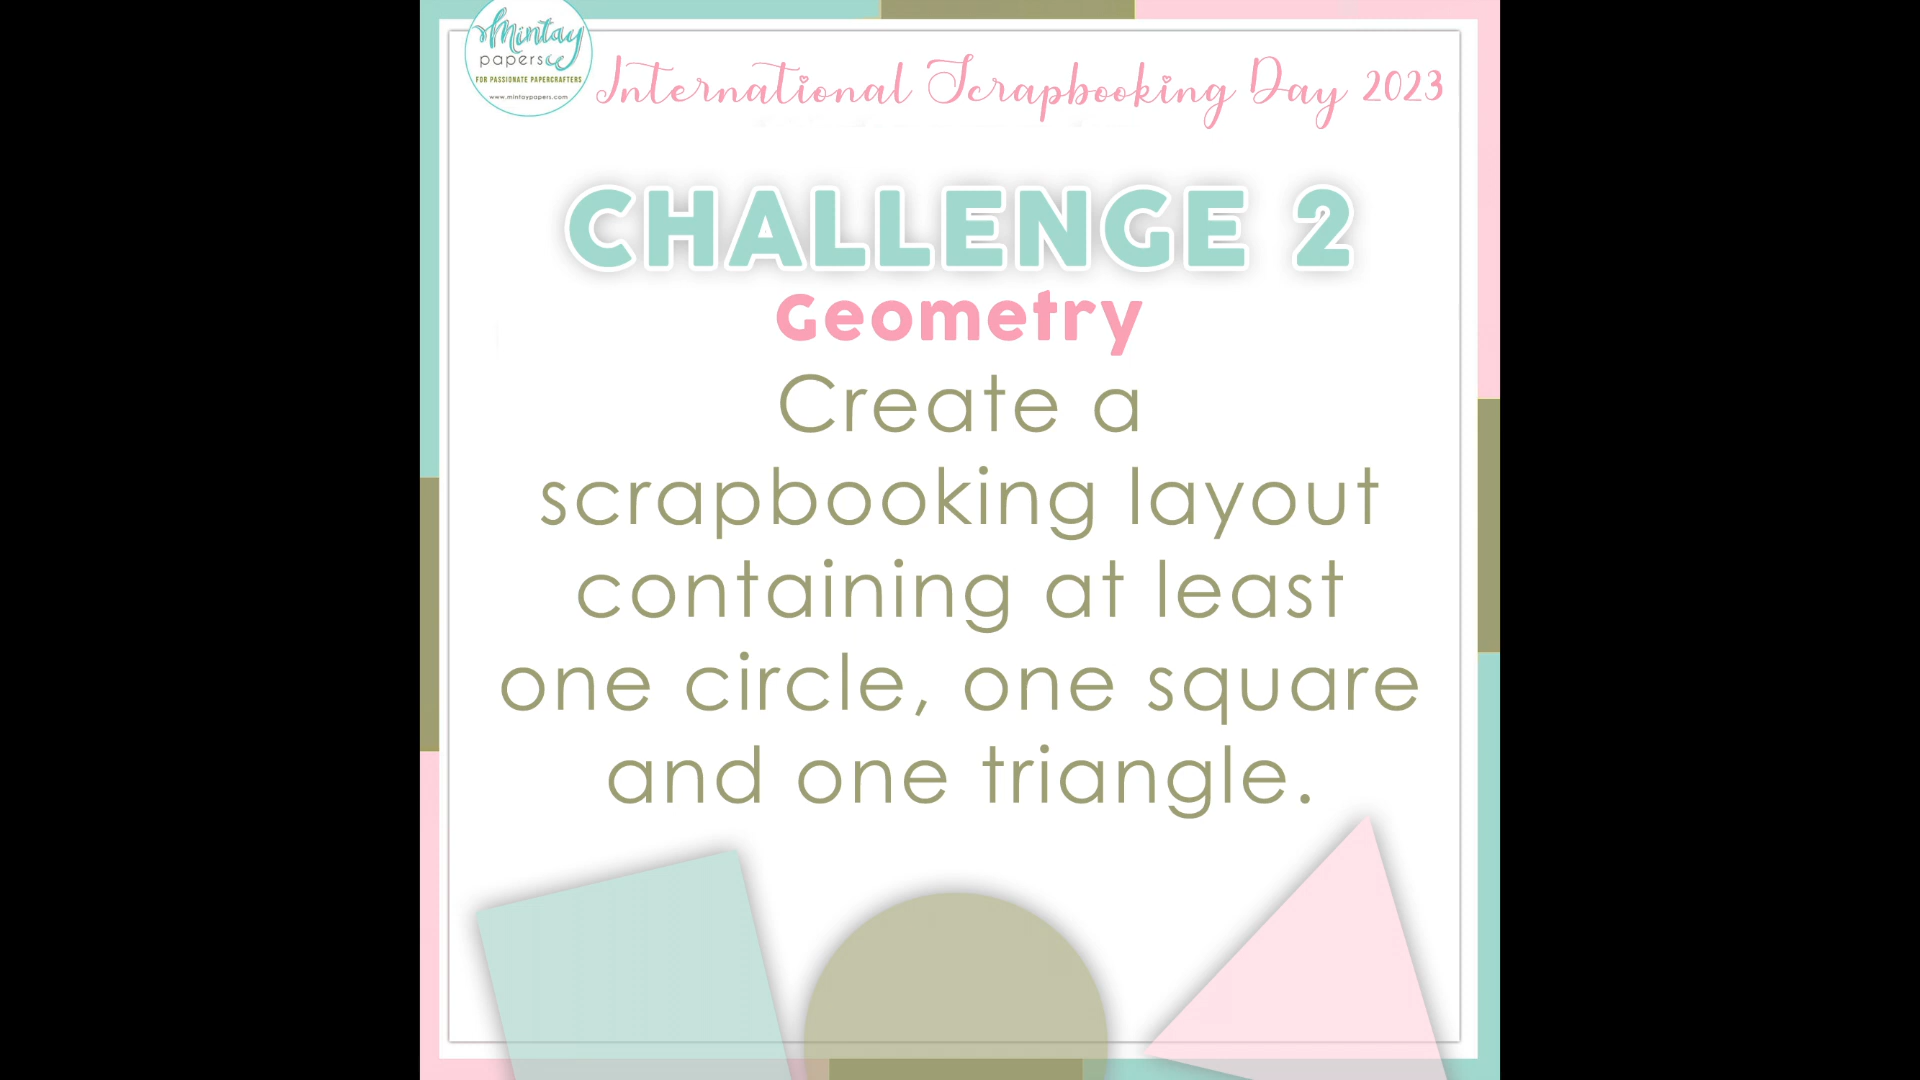 Mintay
papers
FOR PASSIONATE PAPERCRAFTERS
www.mintaypapers.com
International Scrapbooking Day 2023
CHALLENGE 2
Geometry
Create a
scrapbooking layout
containing at least
one circle, one square
and one triangle.